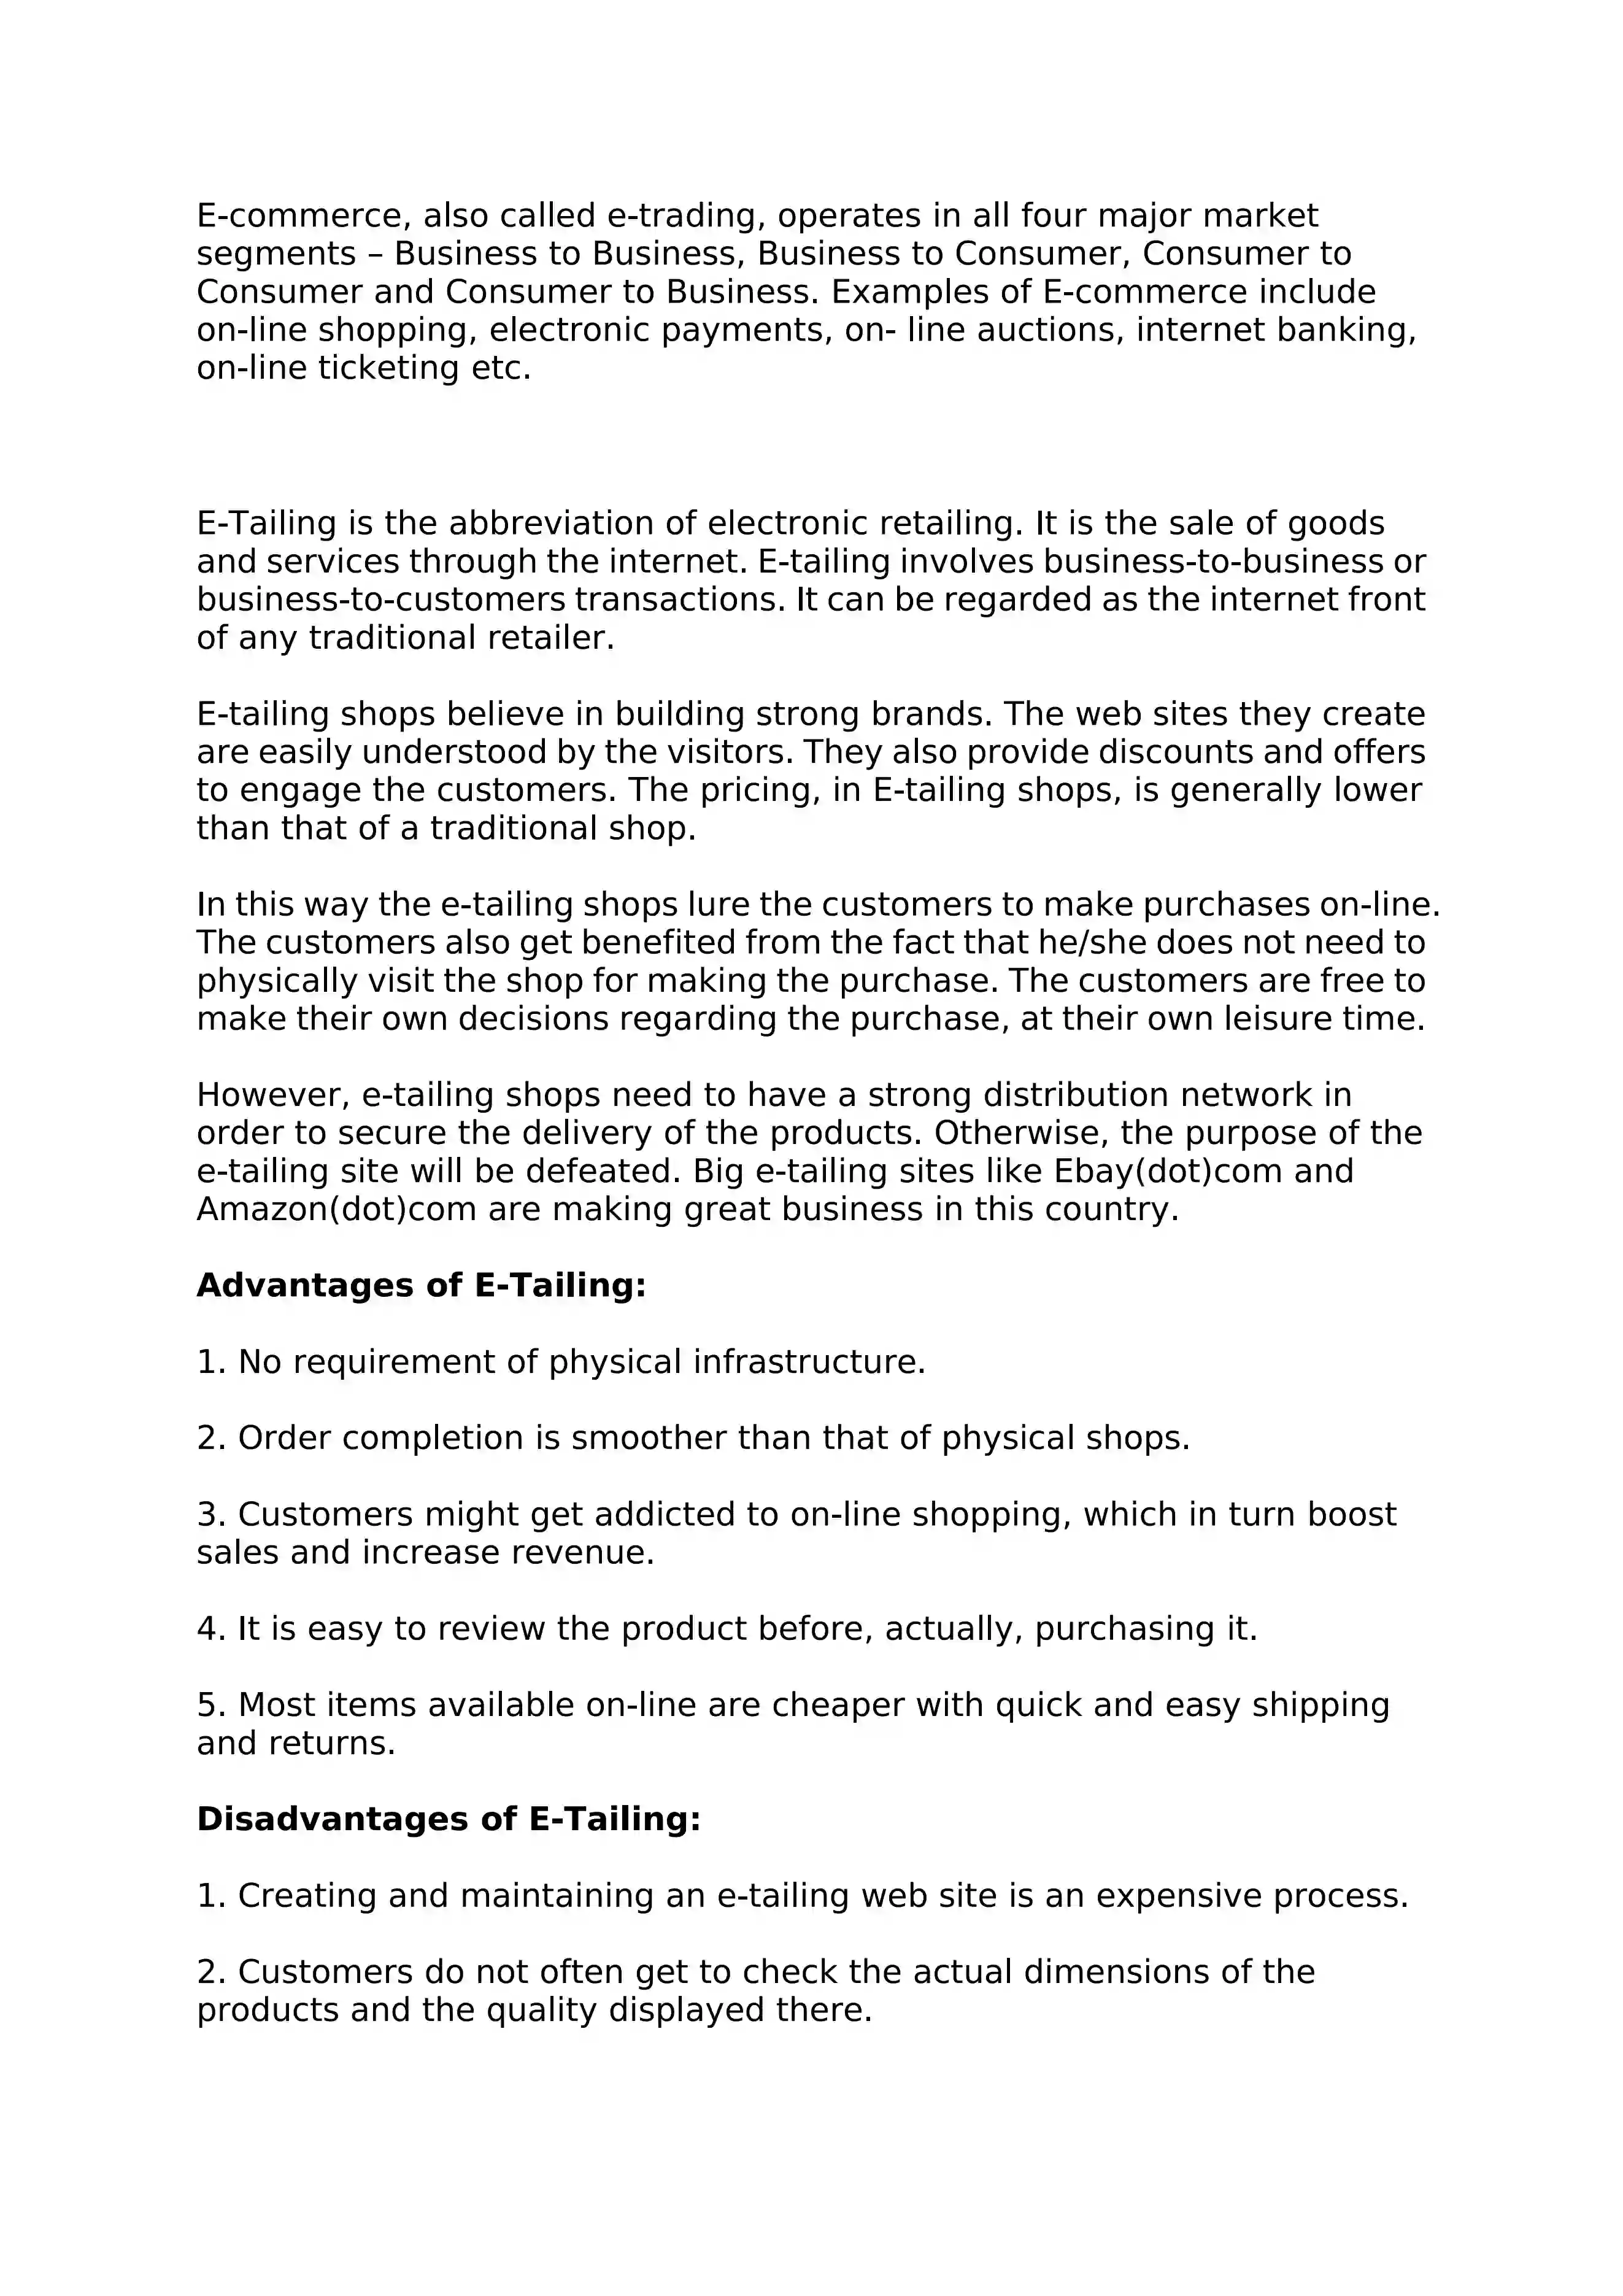 E-commerce, also called e-trading, operates in all four major market
segments – Business to Business, Business to Consumer, Consumer to
Consumer and Consumer to Business. Examples of E-commerce include
on-line shopping, electronic payments, on- line auctions, internet banking,
on-line ticketing etc.
E-Tailing is the abbreviation of electronic retailing. It is the sale of goods
and services through the internet. E-tailing involves business-to-business or
business-to-customers transactions. It can be regarded as the internet front
of any traditional retailer.
E-tailing shops believe in building strong brands. The web sites they create
are easily understood by the visitors. They also provide discounts and offers
to engage the customers. The pricing, in E-tailing shops, is generally lower
than that of a traditional shop.
In this way the e-tailing shops lure the customers to make purchases on-line.
The customers also get benefited from the fact that he/she does not need to
physically visit the shop for making the purchase. The customers are free to
make their own decisions regarding the purchase, at their own leisure time.
However, e-tailing shops need to have a strong distribution network in
order to secure the delivery of the products. Otherwise, the purpose of the
e-tailing site will be defeated. Big e-tailing sites like Ebay(dot)com and
Amazon(dot)com are making great business in this country.
Advantages of E-Tailing:
1. No requirement of physical infrastructure.
2. Order completion is smoother than that of physical shops.
3. Customers might get addicted to on-line shopping, which in turn boost
sales and increase revenue.
4. It is easy to review the product before, actually, purchasing it.
5. Most items available on-line are cheaper with quick and easy shipping
and returns.
Disadvantages of E-Tailing:
1. Creating and maintaining an e-tailing web site is an expensive process.
2. Customers do not often get to check the actual dimensions of the
products and the quality displayed there.